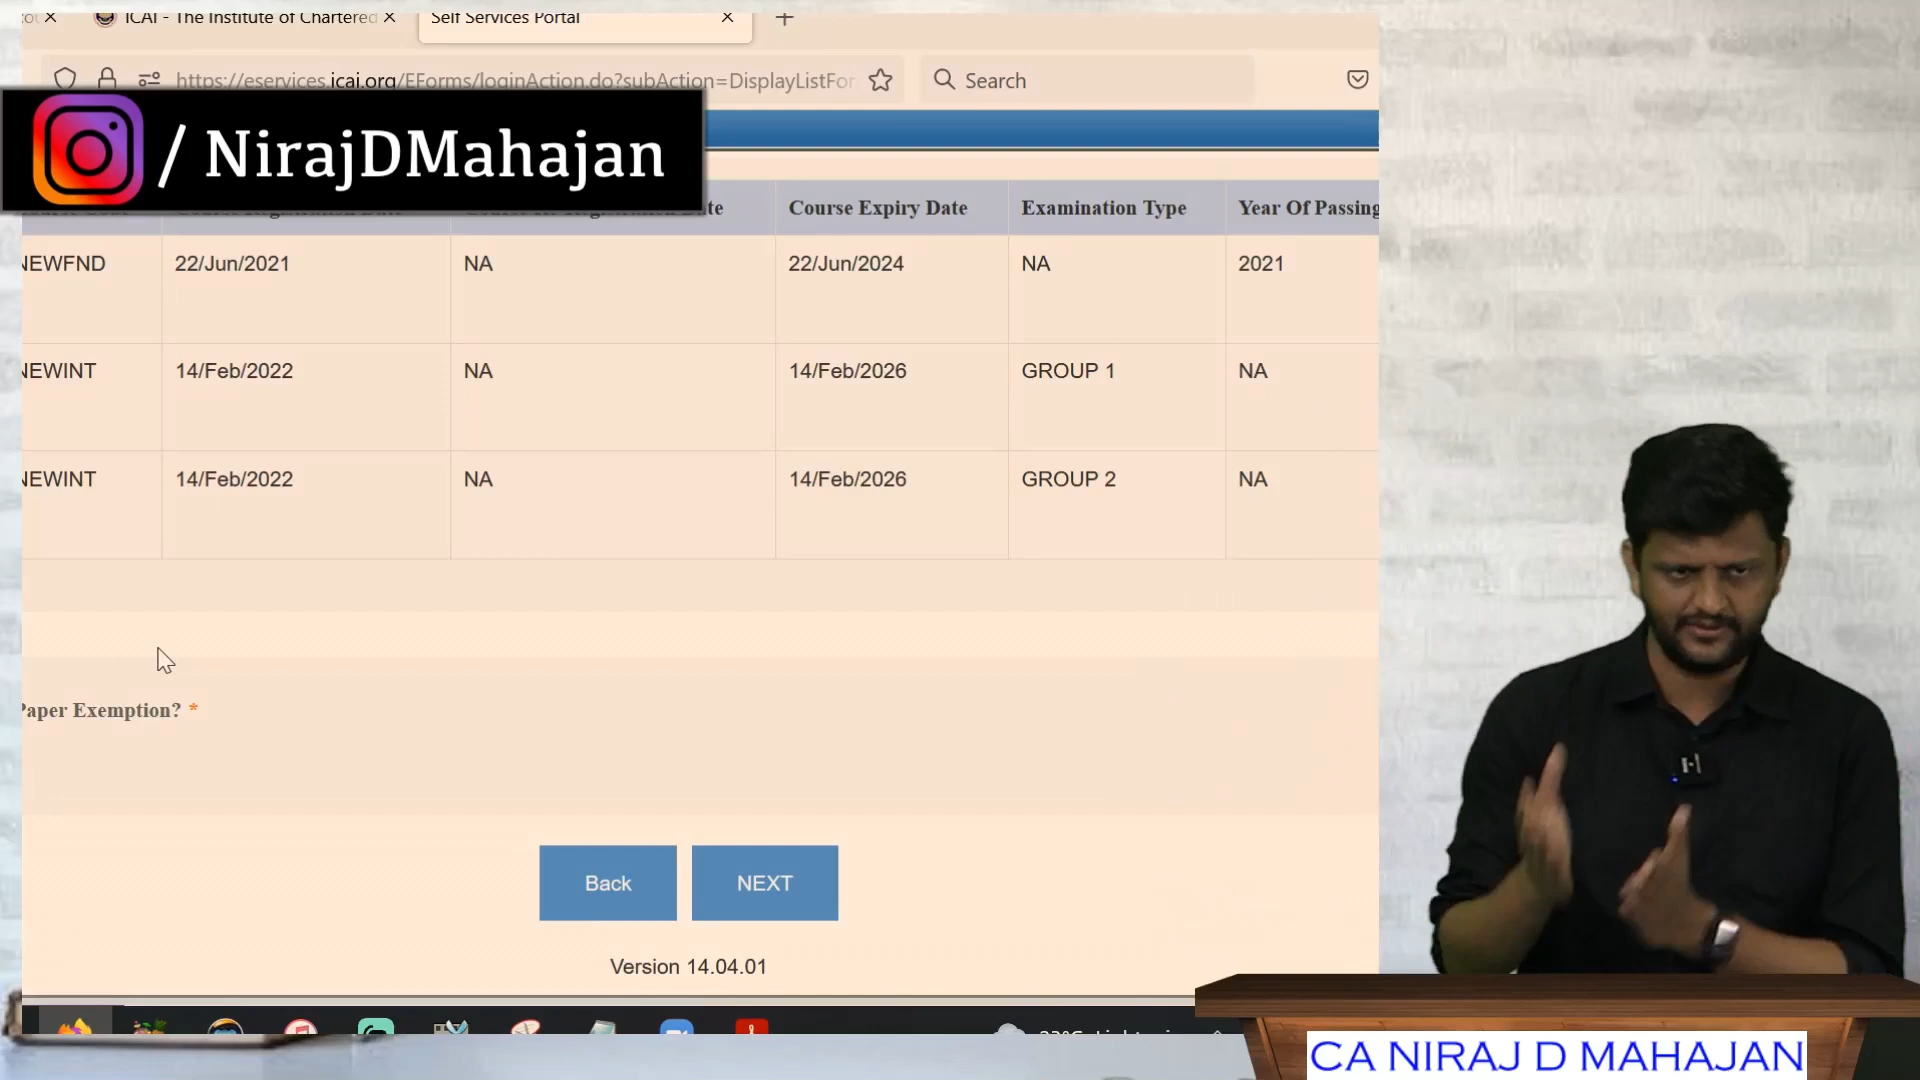 ICAI - The Institute of Chartered
Self Services Portal
https://eservices.icai.org/EForms/loginAction.do?subAction=DisplayListFor
Search
/ NirajDMahajan
Course Expiry Date
Examination Type
Year Of Passing
NEWFND 22/Jun/2021 NA 22/Jun/2024 NA 2021
NEWINT 14/Feb/2022 NA 14/Feb/2026 GROUP 1 NA
NEWINT 14/Feb/2022 NA 14/Feb/2026 GROUP 2 NA
Paper Exemption? *
Back
NEXT
Version 14.04.01
CA NIRAJ D MAHAJAN